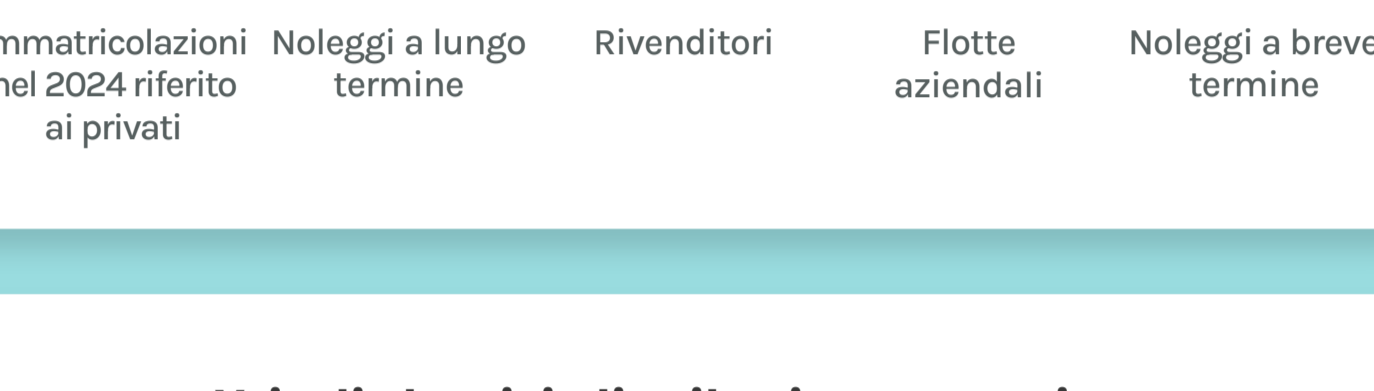 mmatricolazioni
nel 2024 riferito
ai privati
Noleggi a lungo
termine
Rivenditori
Flotte
aziendali
Noleggi a breve
termine